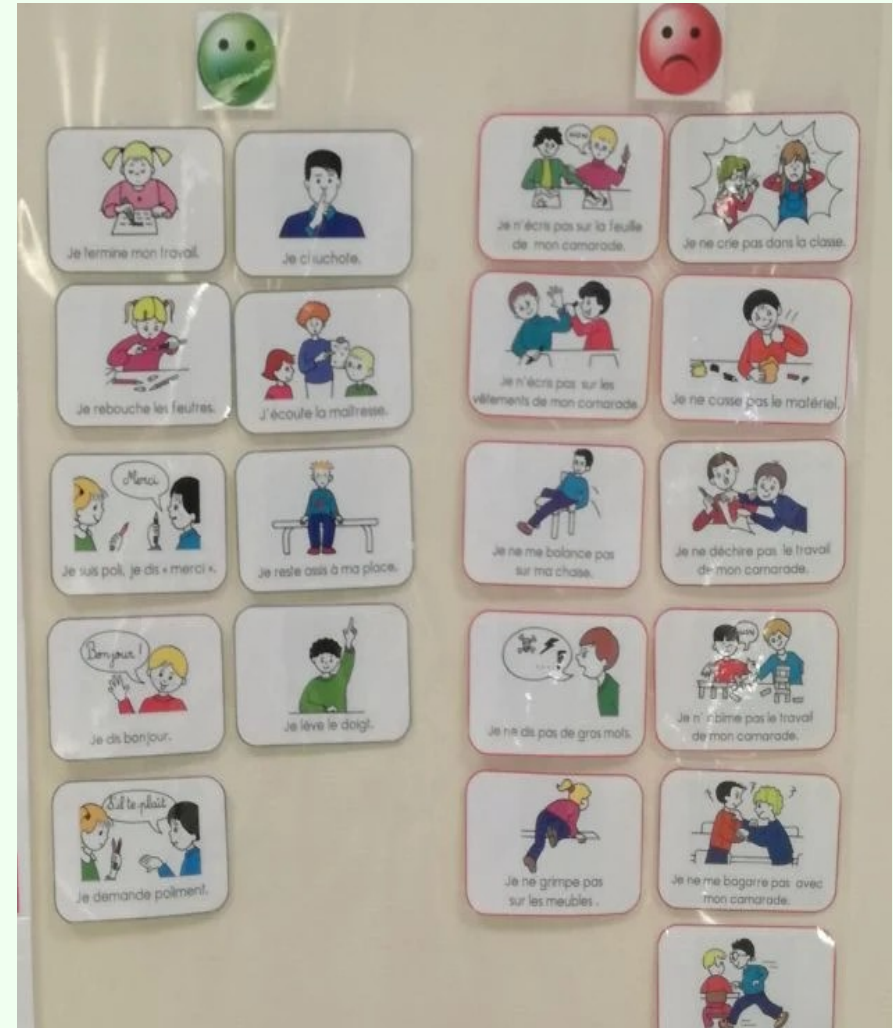 Je termine mon travail.
Je chuchote.
Je rebouche les feutres.
J'écoute la maîtresse.
Merci
Je suis poli, je dis « merci ».
Je reste assis à ma place.
Bonjour !
Je dis bonjour.
Je lève le doigt.
S'il te plaît
Je demande poliment.
NON
Je n'écris pas sur la feuille
de mon camarade.
Je ne crie pas dans la classe.
Je n'écris pas sur les
vêtements de mon camarade.
Je ne casse pas le matériel.
Je ne me balance pas
sur ma chaise.
Je ne déchire pas le travail
de mon camarade.
Je ne dis pas de gros mots.
NON
Je n'abîme pas le travail
de mon camarade.
Je ne grimpe pas
sur les meubles.
Je ne me bagarre pas avec
mon camarade.